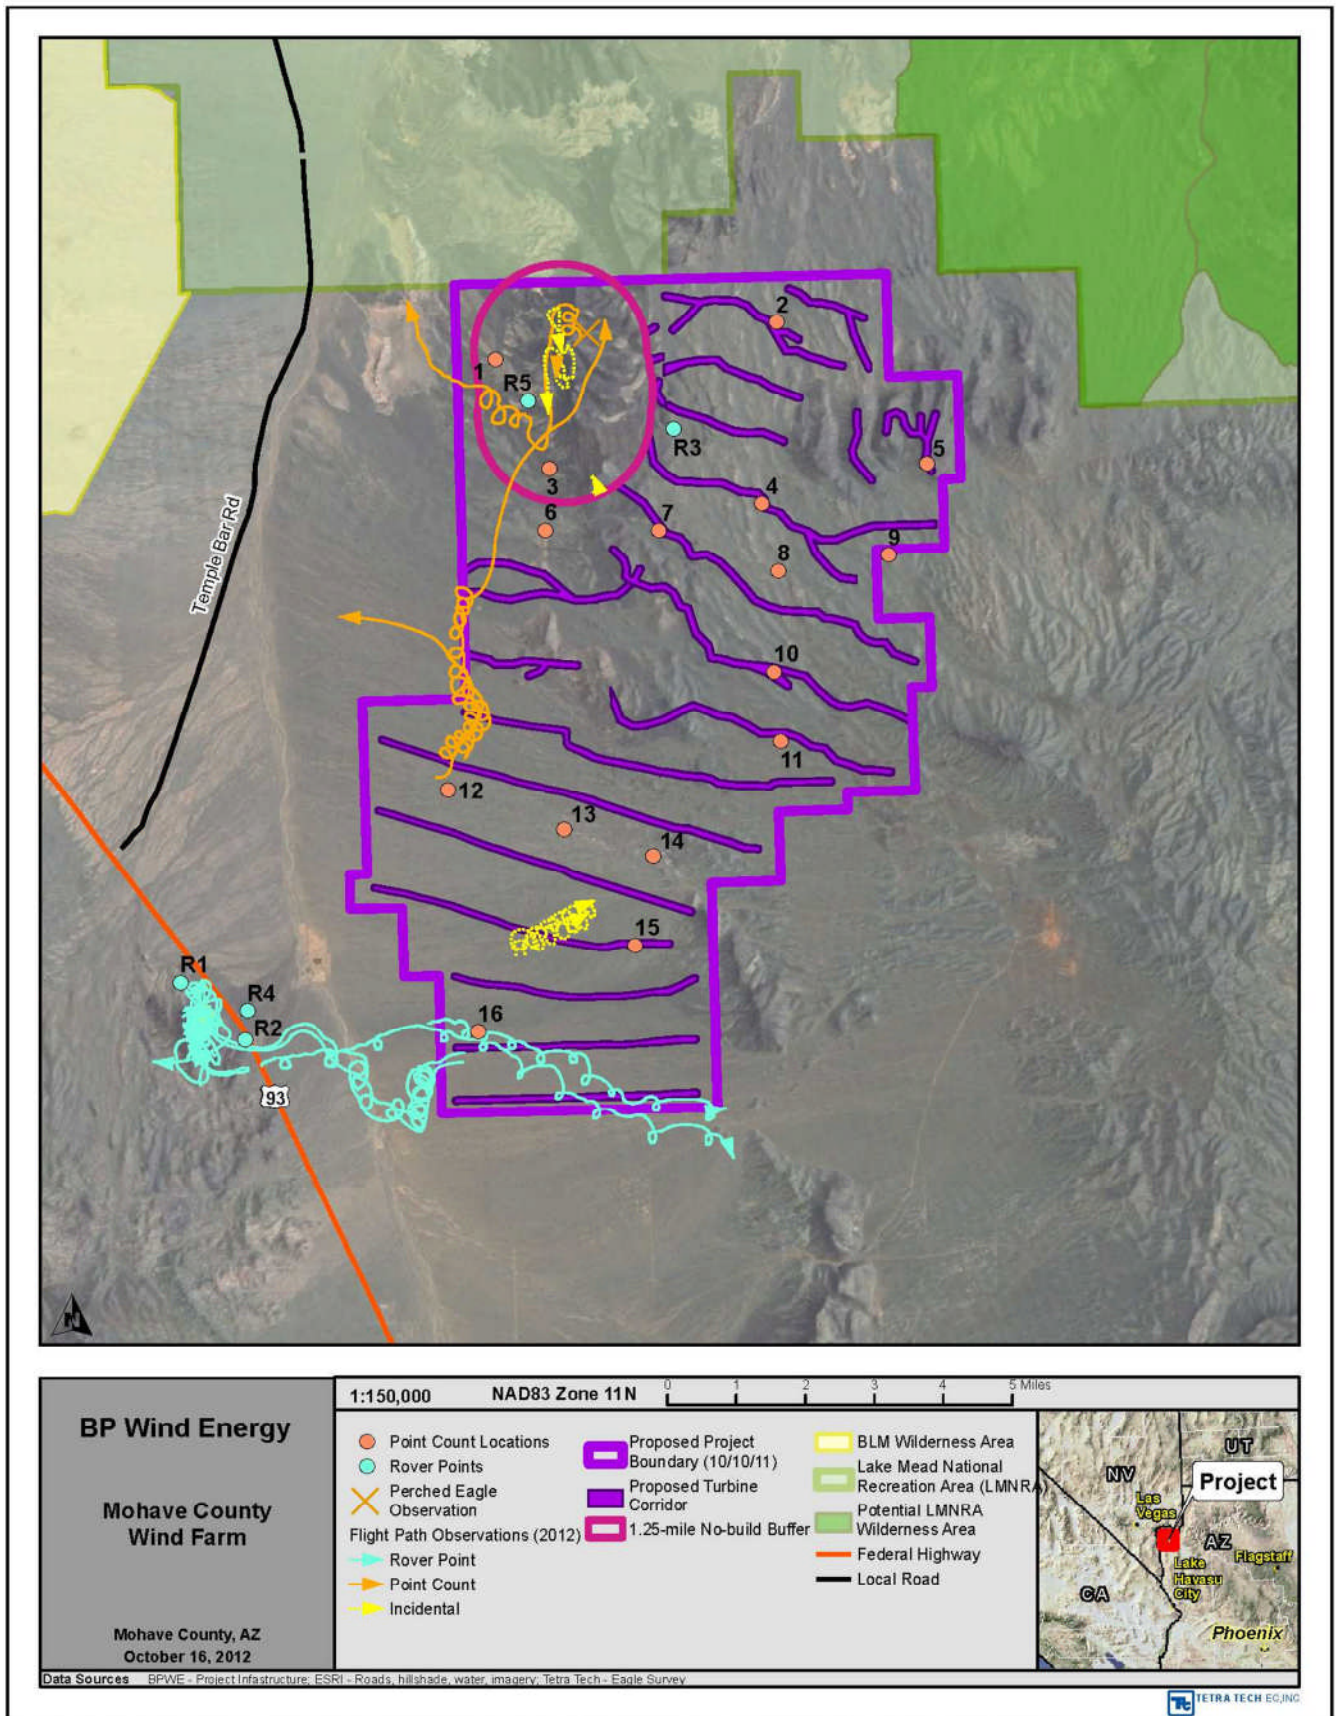 2
1
R5
R3
5
3
4
6
7
9
8
Temple Bar Rd
10
11
12
13
14
15
R1
R4
16
R2
93
N
BP Wind Energy
Mohave County
Wind Farm
Mohave County, AZ
October 16, 2012
1:150,000 NAD83 Zone 11N 0 1 2 3 4 5 Miles
Point Count Locations
Rover Points
Perched Eagle
Observation
Flight Path Observations (2012)
Rover Point
Point Count
Incidental
Proposed Project
Boundary (10/10/11)
Proposed Turbine
Corridor
1.25-mile No-build Buffer
BLM Wilderness Area
Lake Mead National
Recreation Area (LMNRA)
Potential LMNRA
Wilderness Area
Federal Highway
Local Road
UT
NV
Project
Las
Vegas
AZ
Flagstaff
Lake
Havasu
City
CA
Phoenix
Data Sources BPWE - Project Infastructure; ESRI - Roads, hillshade, water, imagery; Tetra Tech - Eagle Survey
TETRA TECH EC,INC